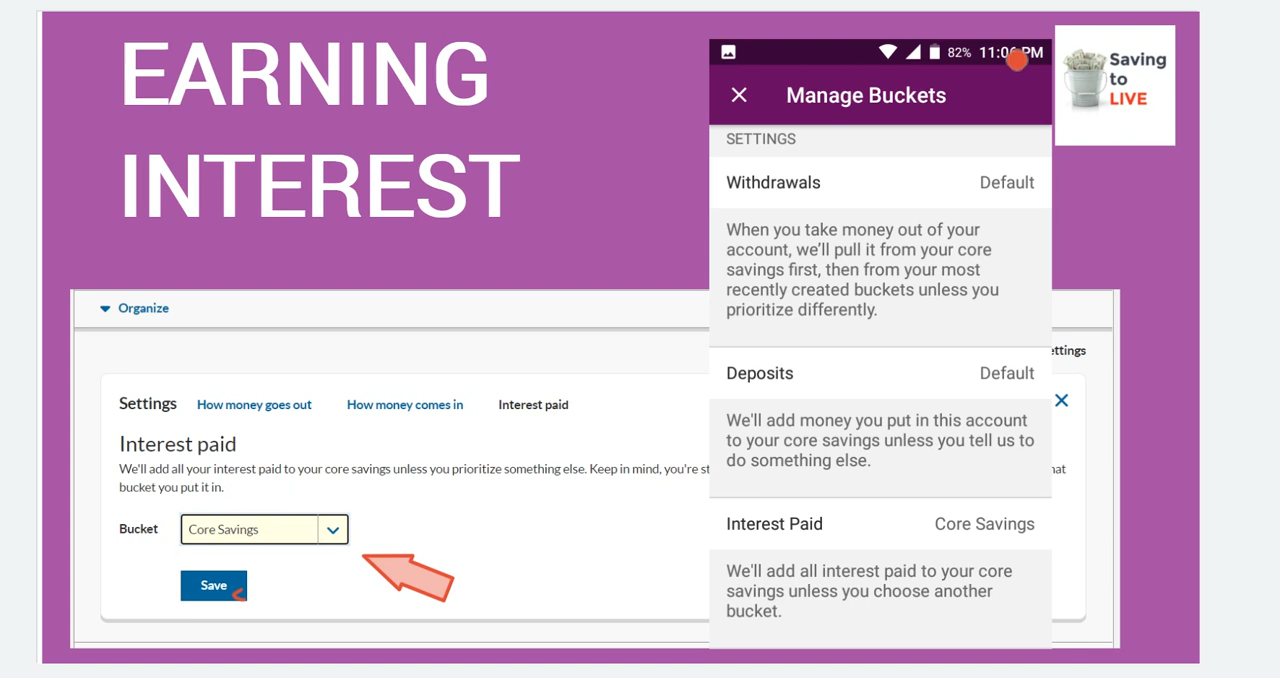 EARNING
INTEREST
Organize
Settings
How money goes out
How money comes in
Interest paid
Interest paid
We'll add all your interest paid to your core savings unless you prioritize something else. Keep in mind, you're
bucket you put it in.
Bucket
Core Savings
Save
82%
Manage Buckets
SETTINGS
Withdrawals
Default
When you take money out of your
account, we'll pull it from your core
savings first, then from your most
recently created buckets unless you
prioritize differently.
Deposits
Default
We'll add money you put in this account
to your core savings unless you tell us to
do something else.
Interest Paid
Core Savings
We'll add all interest paid to your core
savings unless you choose another
bucket.
Saving
to
LIVE